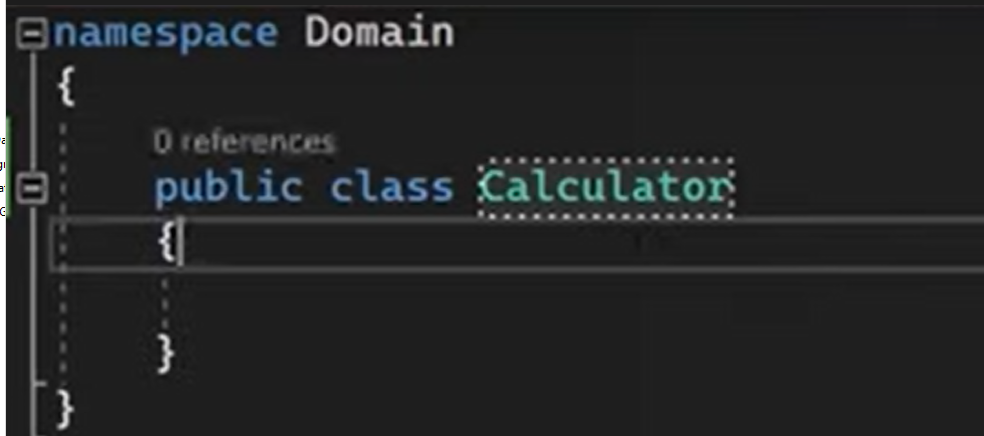 namespace Domain
{
0 references
public class Calculator
{
}
}